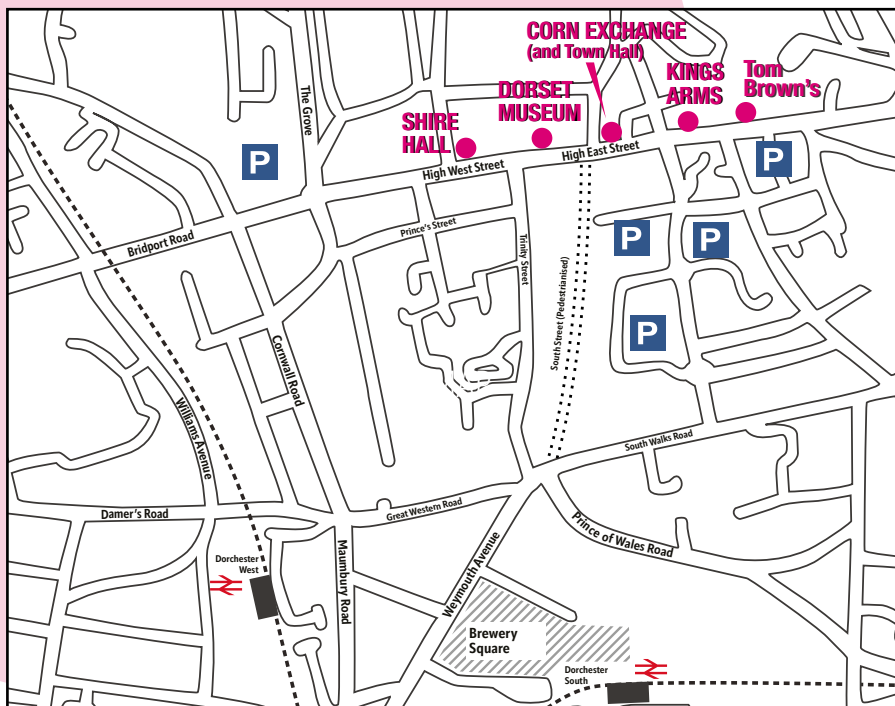 CORN EXCHANGE
(and Town Hall)
KINGS
ARMS
Tom
Brown's
DORSET
MUSEUM
SHIRE
HALL
The Grove
P
P
High East Street
High West Street
Bridport Road
Prince's Street
Trinity Street
P
P
South Street (Pedestrianised)
P
Cornwall Road
Williams Avenue
South Walks Road
Great Western Road
Damer's Road
Prince of Wales Road
Maumbury Road
Weymouth Avenue
Dorchester
West
Brewery
Square
Dorchester
South